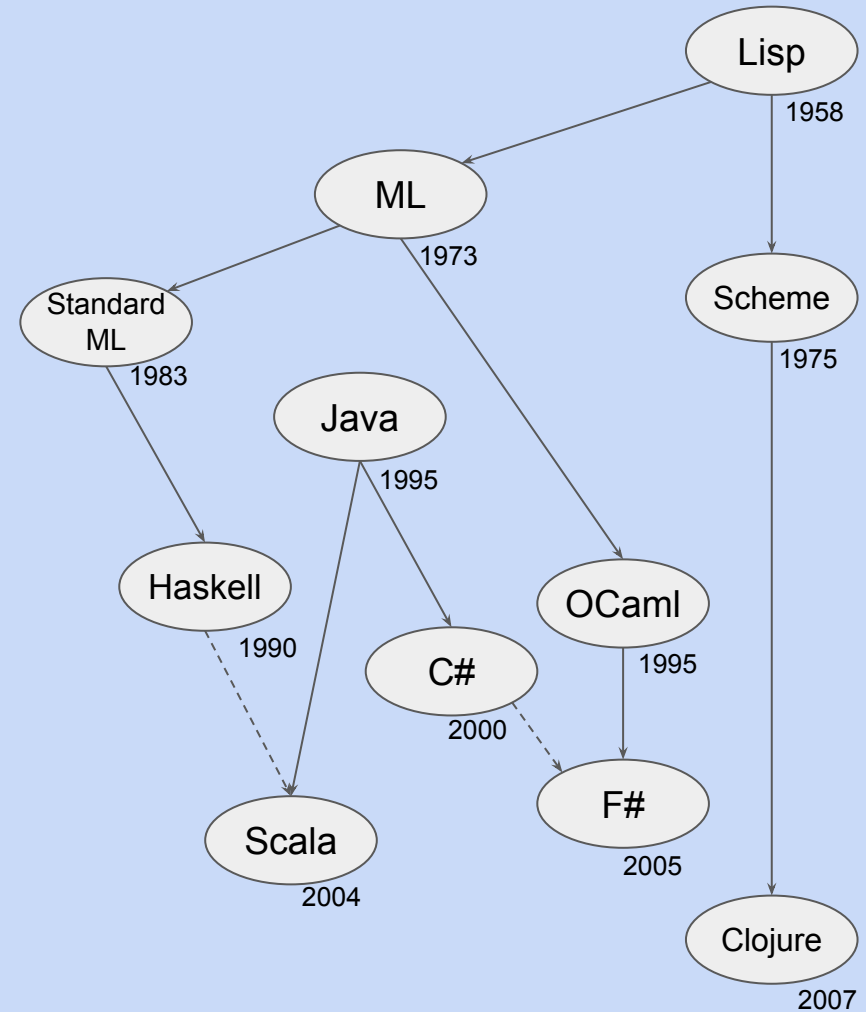 Lisp
1958
ML
1973
Scheme
1975
Standard
ML
1983
Java
1995
Haskell
1990
OCaml
1995
C#
2000
F#
2005
Scala
2004
Clojure
2007